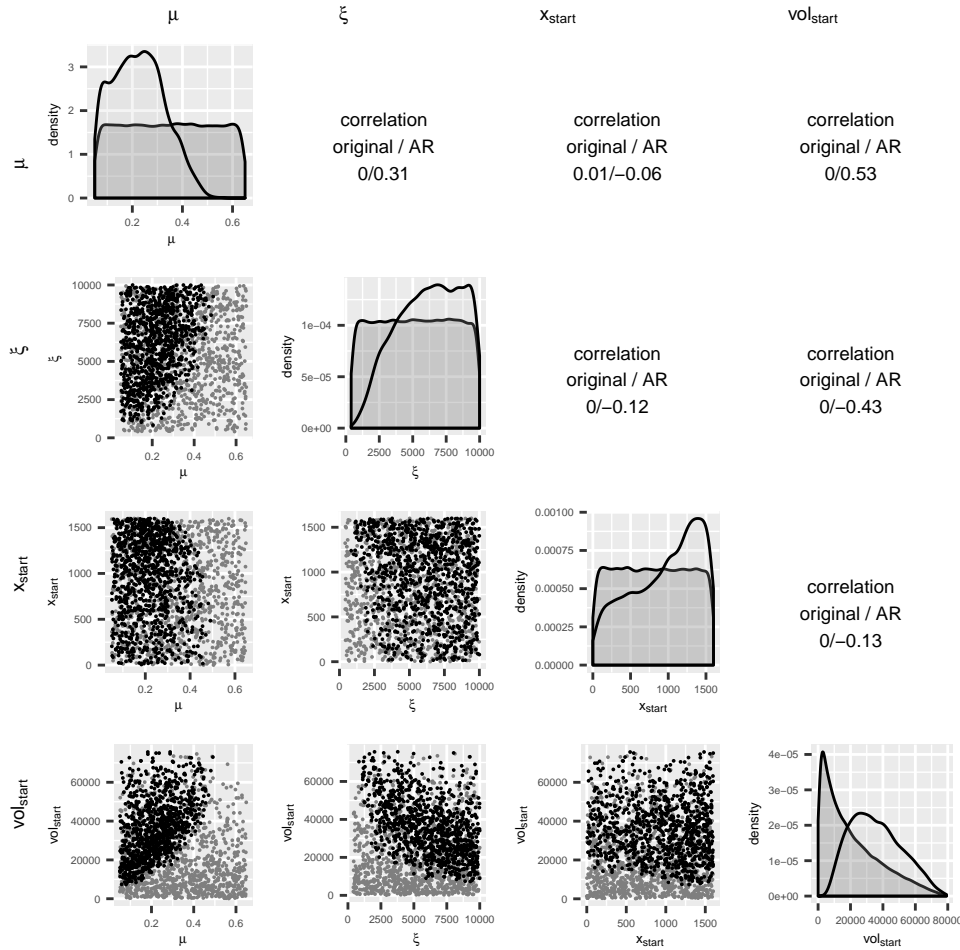 μ
ξ
x_start
vol_start
μ
density
3
2
1
0
0.2
0.4
0.6
μ
correlation
original / AR
0/0.31
correlation
original / AR
0.01/−0.06
correlation
original / AR
0/0.53
ξ
ξ
10000
7500
5000
2500
0
0.2
0.4
0.6
μ
density
1e−04
5e−05
0e+00
0
2500
5000
7500
10000
ξ
correlation
original / AR
0/−0.12
correlation
original / AR
0/−0.43
x_start
x_start
1500
1000
500
0
0.2
0.4
0.6
μ
x_start
1500
1000
500
0
0
2500
5000
7500
10000
ξ
density
0.00100
0.00075
0.00050
0.00025
0.00000
0
500
1000
1500
x_start
correlation
original / AR
0/−0.13
vol_start
vol_start
60000
40000
20000
0
0.2
0.4
0.6
μ
vol_start
60000
40000
20000
0
0
2500
5000
7500
10000
ξ
vol_start
60000
40000
20000
0
0
500
1000
1500
x_start
density
4e−05
3e−05
2e−05
1e−05
0e+00
0
20000
40000
60000
80000
vol_start